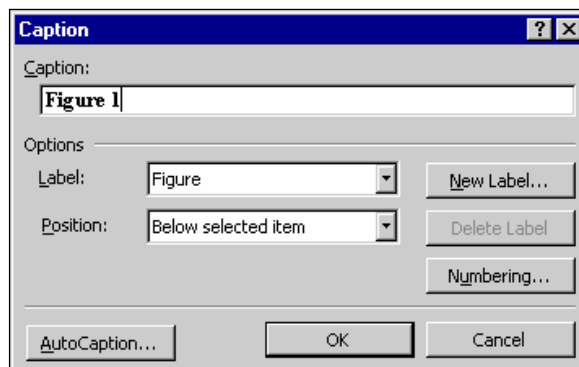 Caption
Caption:
Figure 1
Options
Label: Figure New Label...
Position: Below selected item Delete Label
Numbering...
AutoCaption... OK Cancel